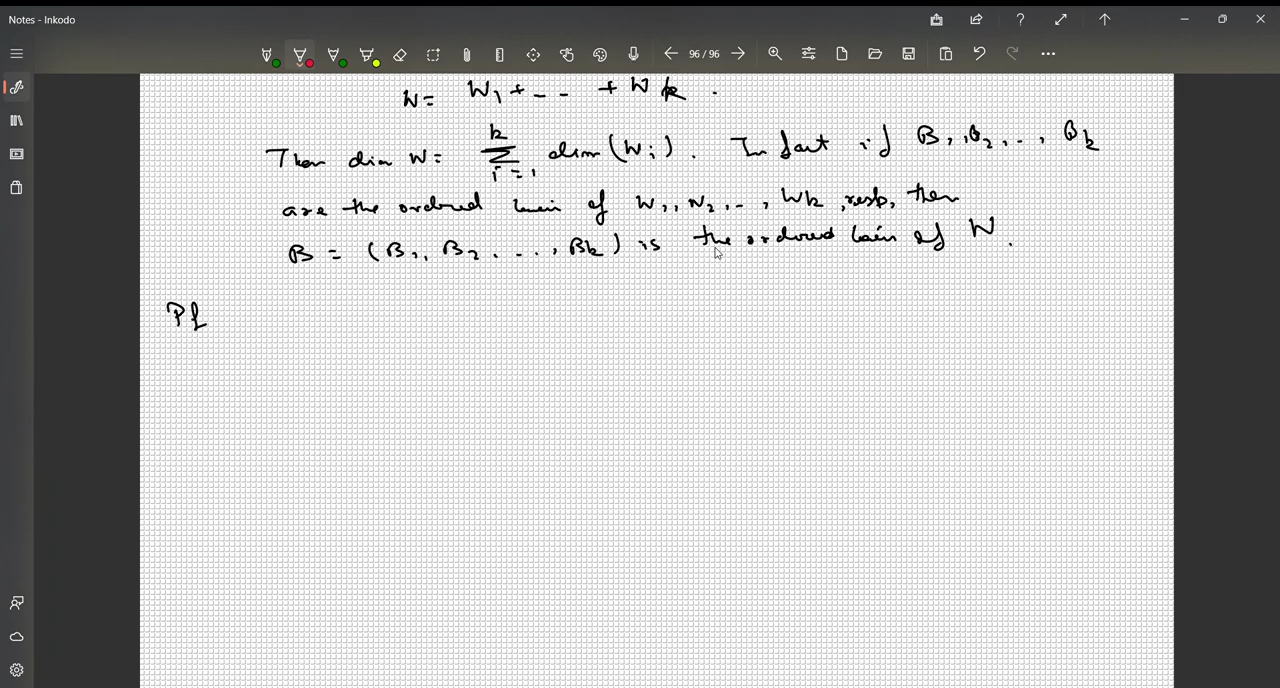 Notes - Inkodo
96 / 96
W = W1 + -- + Wk .
Then dim W = k Σ i=1 dim (Wi) . In fact if B1, B2, .. , Bk
are the ordered basis of W1, W2, .. , Wk, resp, then
B = (B1, B2, ..., Bk) is the ordered basis of W .
Pf